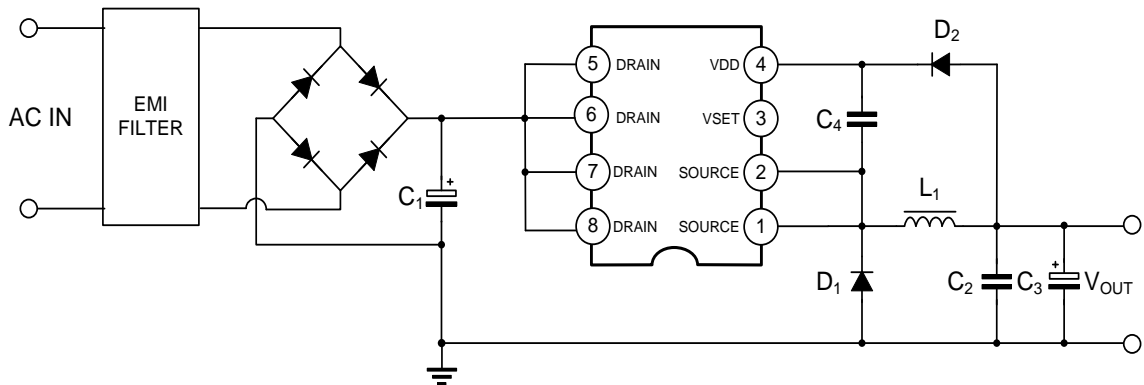 AC IN
EMI
FILTER
C1
+
5 DRAIN
6 DRAIN
7 DRAIN
8 DRAIN
VDD 4
VSET 3
SOURCE 2
SOURCE 1
D2
C4
L1
D1
C2
C3
+
VOUT